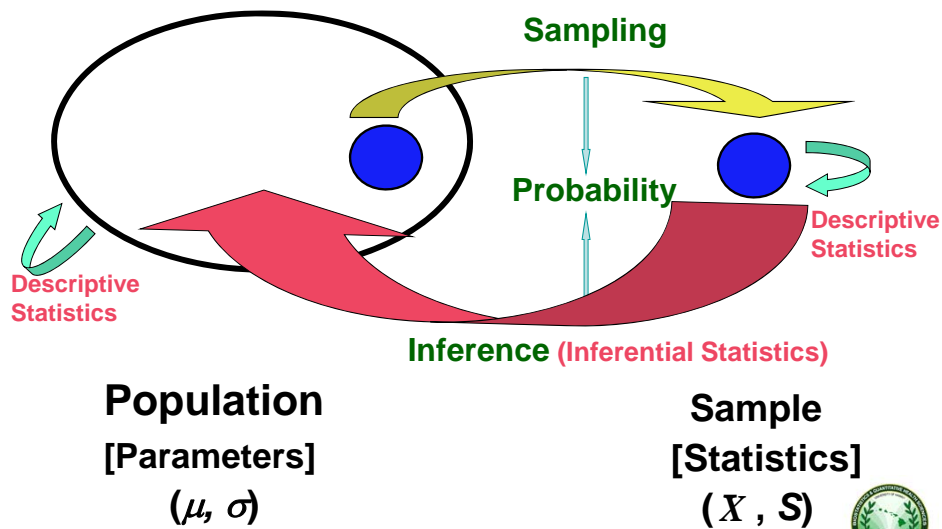 Sampling
Probability
Descriptive
Statistics
Descriptive
Statistics
Inference (Inferential Statistics)
Population
[Parameters]
(μ, σ)
Sample
[Statistics]
(X , S)